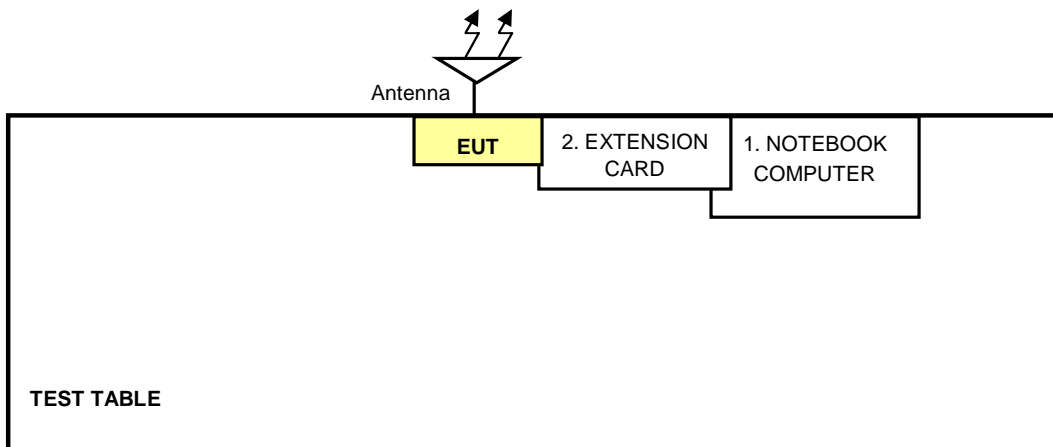 Antenna
EUT
2. EXTENSION
CARD
1. NOTEBOOK
COMPUTER
TEST TABLE